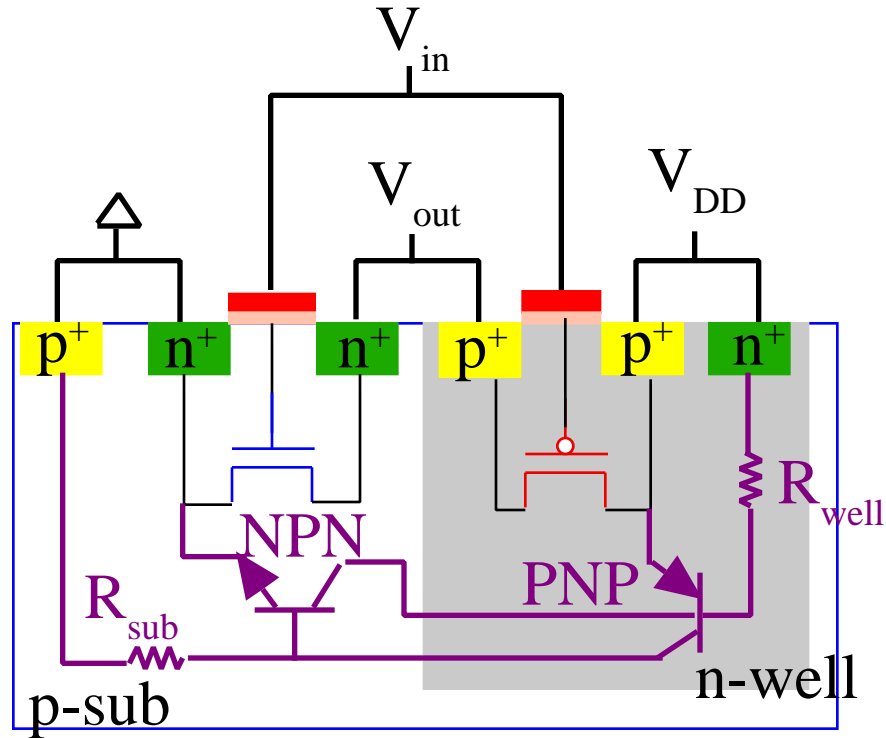 V_in
V_out
V_DD
p⁺ n⁺ n⁺ p⁺ p⁺ n⁺
R_well
NPN
PNP
R_sub
n-well
p-sub